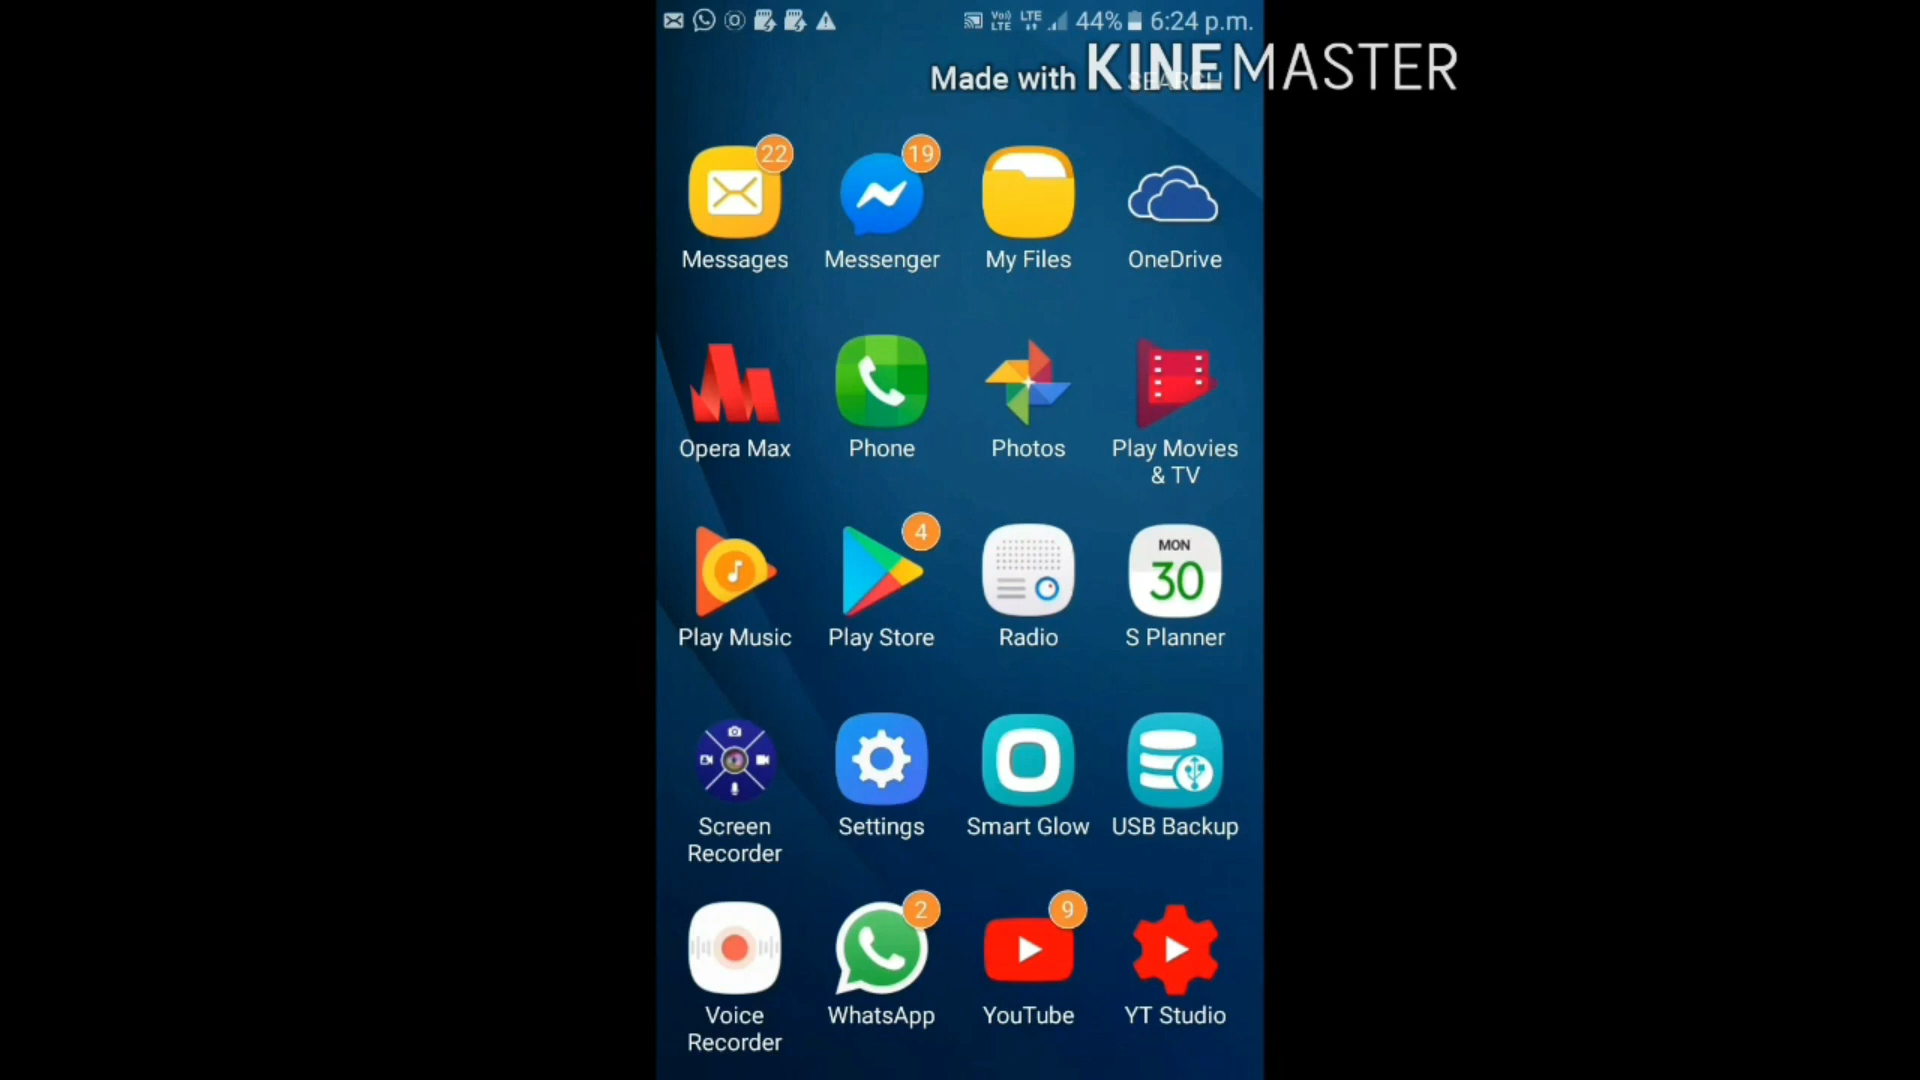 44% 6:24 p.m.
Made with KINEMASTER
SEARCH
22 19
Messages Messenger My Files OneDrive
Opera Max Phone Photos Play Movies & TV
4 MON 30
Play Music Play Store Radio S Planner
Screen Recorder Settings Smart Glow USB Backup
2 9
Voice Recorder WhatsApp YouTube YT Studio